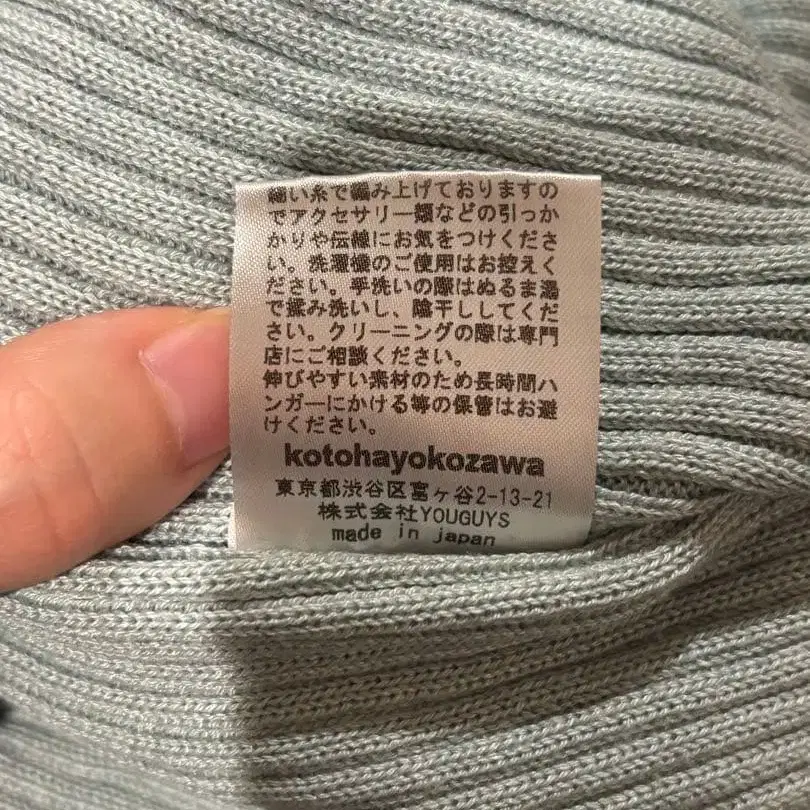 細い糸で編み上げておりますの
でアクセサリー類などの引っか
かりや伝線にお気をつけくださ
い。洗濯機のご使用はお控えく
ださい。手洗いの際はぬるま湯
で揉み洗いし、陰干ししてくだ
さい。クリーニングの際は専門
店にご相談ください。
伸びやすい素材のため長時間ハ
ンガーにかける等の保管はお避
けください。
kotohayokozawa
東京都渋谷区富ヶ谷2-13-21
株式会社YOUGUYS
made in japan